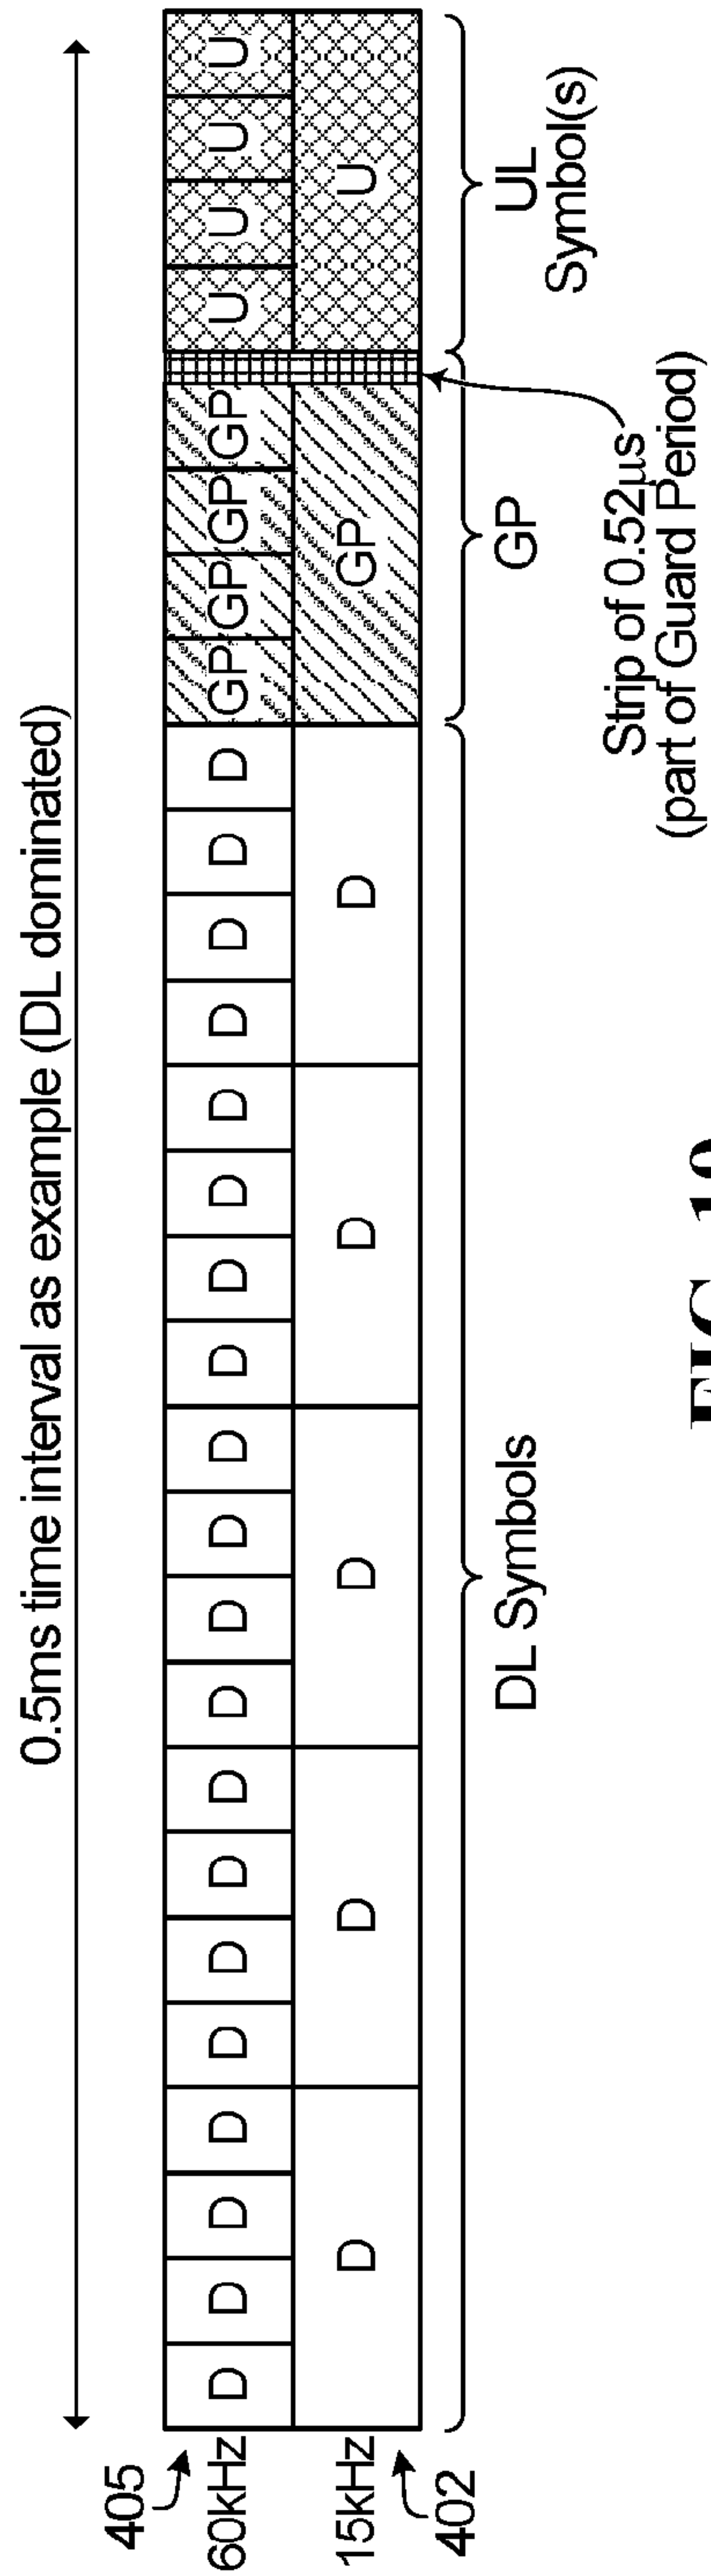 0.5ms time interval as example (DL dominated)
405
60kHz D D D D D D D D D D D D D D D D D D D D GP GP GP GP U U U U
15kHz D D D D D GP U
402
DL Symbols
GP
UL
Symbol(s)
Strip of 0.52μs
(part of Guard Period)
FIG.